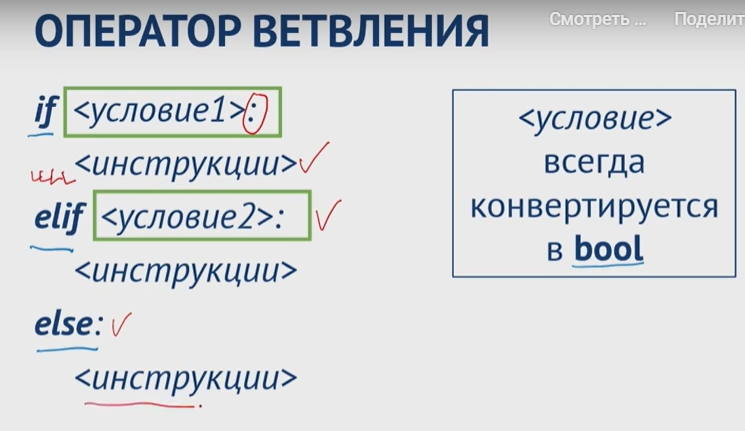 Смотреть ...
Поделит
ОПЕРАТОР ВЕТВЛЕНИЯ
if <условие1>:
<инструкции>
elif <условие2>:
<инструкции>
else:
<инструкции>
<условие>
всегда
конвертируется
в bool